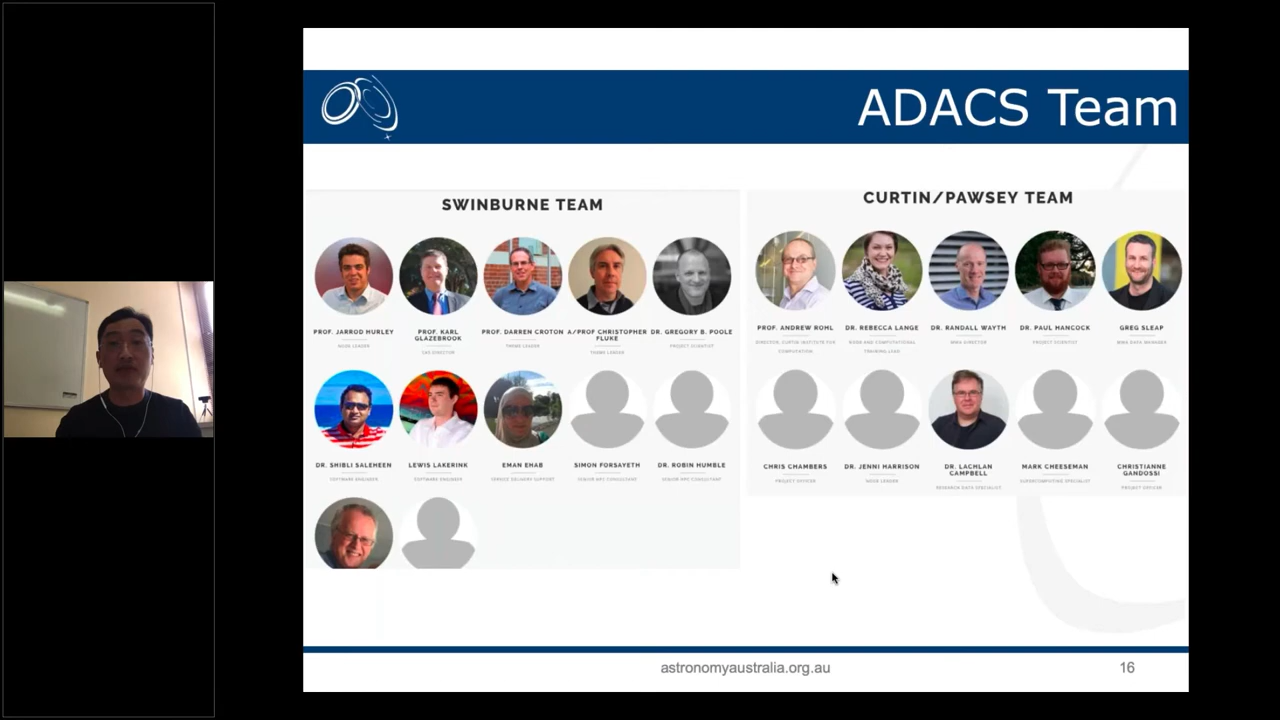 ADACS Team
SWINBURNE TEAM
PROF. JARROD HURLEY
NODE LEADER
PROF. KARL
GLAZEBROOK
CAS DIRECTOR
PROF. DARREN CROTON
THEME LEADER
A/PROF CHRISTOPHER
FLUKE
THEME LEADER
DR. GREGORY B. POOLE
PROJECT SCIENTIST
DR. SHIBLI SALEHEEN
SOFTWARE ENGINEER
LEWIS LAKERINK
SOFTWARE ENGINEER
EMAN EHAB
SERVICE DELIVERY SUPPORT
SIMON FORSAYETH
SENIOR HPC CONSULTANT
DR. ROBIN HUMBLE
SENIOR HPC CONSULTANT
CURTIN/PAWSEY TEAM
PROF. ANDREW ROHL
DIRECTOR, CURTIN INSTITUTE FOR
COMPUTATION
DR. REBECCA LANGE
AND COMPUTATIONAL
TRAINING LEAD
DR. RANDALL WAYTH
MWA DIRECTOR
DR. PAUL HANCOCK
PROJECT SCIENTIST
GREG SLEAP
MWA DATA MANAGER
CHRIS CHAMBERS
PROJECT OFFICER
DR. JENNI HARRISON
NODE LEADER
DR. LACHLAN
CAMPBELL
RESEARCH DATA SPECIALIST
MARK CHEESEMAN
SUPERCOMPUTING SPECIALIST
CHRISTIANNE
GANDOSSI
PROJECT OFFICER
astronomyaustralia.org.au
16